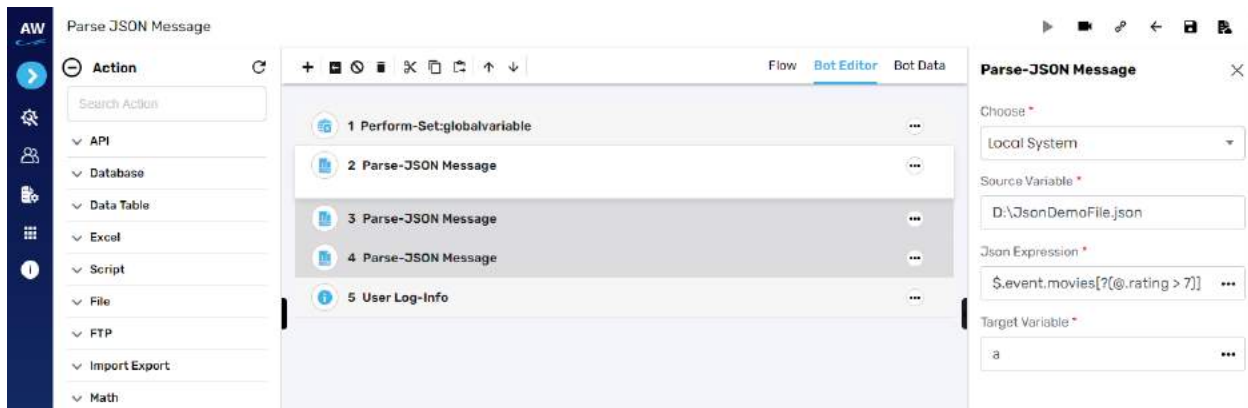 AW
Parse JSON Message
Action
Search Action
API
Database
Data Table
Excel
Script
File
FTP
Import Export
Math
Flow
Bot Editor
Bot Data
1 Perform-Set:globalvariable
2 Parse-JSON Message
3 Parse-JSON Message
4 Parse-JSON Message
5 User Log-Info
Parse-JSON Message
Choose *
Local System
Source Variable *
D:\JsonDemoFile.json
Json Expression *
$.event.movies[?(@.rating > 7)]
Target Variable *
a